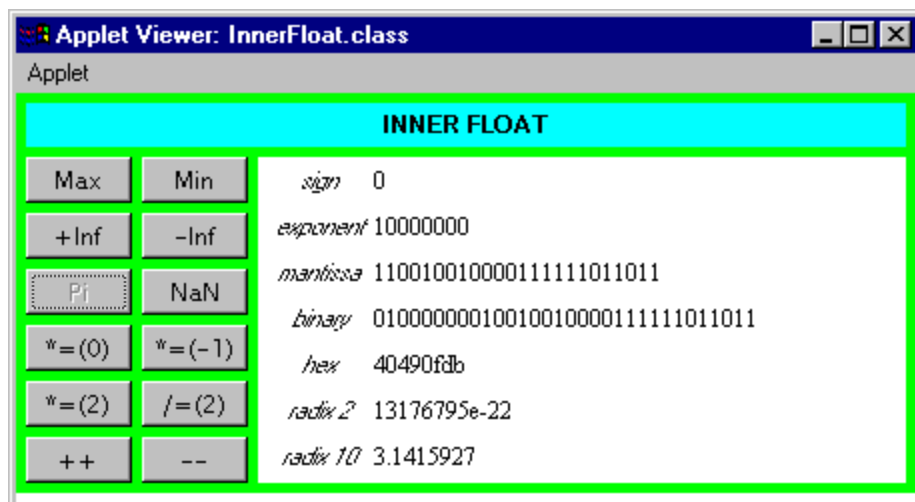 Applet Viewer: InnerFloat.class
Applet
INNER FLOAT
Max Min
+Inf -Inf
Pi NaN
*=(0) *=(-1)
*=(2) /=(2)
++ --
sign 0
exponent 10000000
mantissa 110010010000111111011011
binary 01000000010010010000111111011011
hex 40490fdb
radix 2 13176795e-22
radix 10 3.1415927